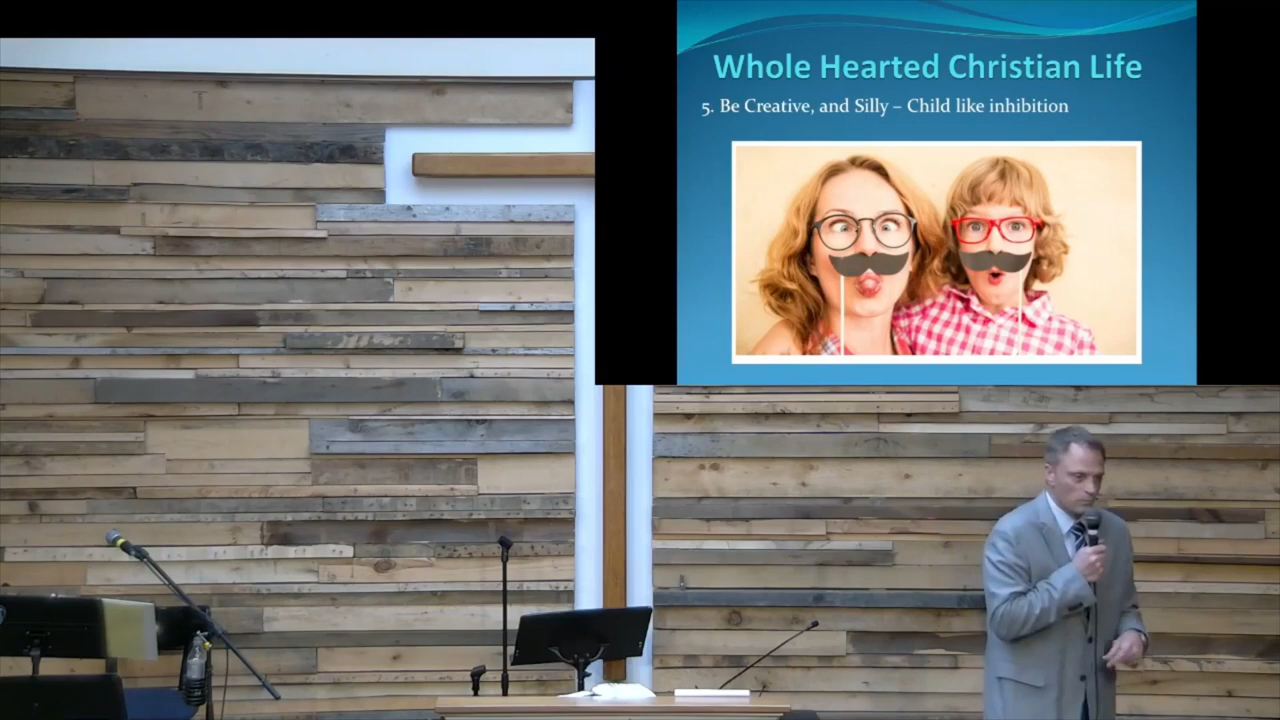 Whole Hearted Christian Life
5. Be Creative, and Silly – Child like inhibition